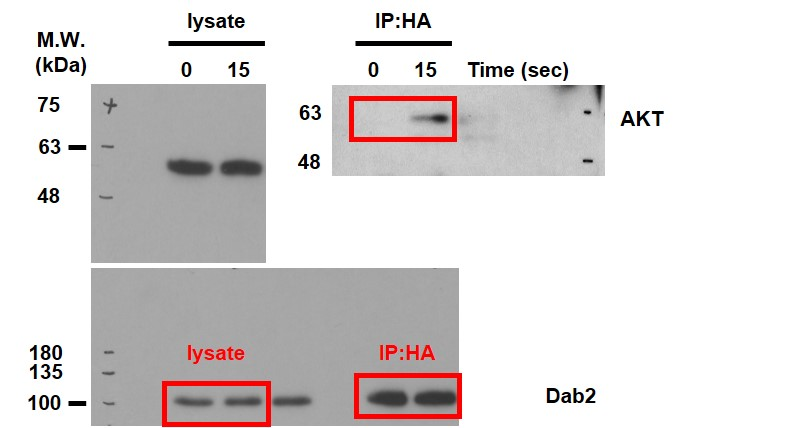 lysate
IP:HA
M.W.
(kDa)
0
15
0
15
Time (sec)
75
63
48
63
48
AKT
lysate
IP:HA
180
135
100
Dab2